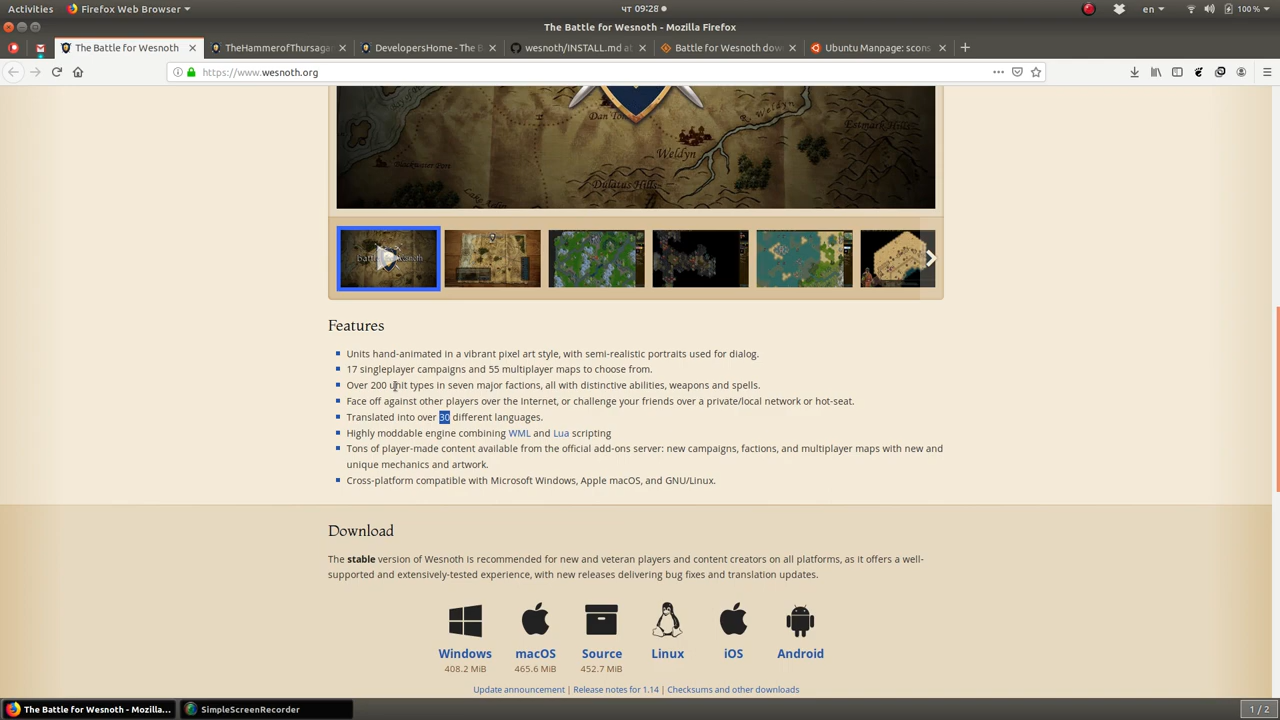 Activities
Firefox Web Browser
чт 09:28
en
100 %
The Battle for Wesnoth - Mozilla Firefox
The Battle for Wesnoth
TheHammerofThursaga
DevelopersHome - The B
wesnoth/INSTALL.md at
Battle for Wesnoth dow
Ubuntu Manpage: scons
https://www.wesnoth.org
Dan Ton
Weldyn
Estmark Hills
Dulatus Hills
Features
Units hand-animated in a vibrant pixel art style, with semi-realistic portraits used for dialog.
17 singleplayer campaigns and 55 multiplayer maps to choose from.
Over 200 unit types in seven major factions, all with distinctive abilities, weapons and spells.
Face off against other players over the Internet, or challenge your friends over a private/local network or hot-seat.
Translated into over 30 different languages.
Highly moddable engine combining WML and Lua scripting
Tons of player-made content available from the official add-ons server: new campaigns, factions, and multiplayer maps with new and
unique mechanics and artwork.
Cross-platform compatible with Microsoft Windows, Apple macOS, and GNU/Linux.
Download
The stable version of Wesnoth is recommended for new and veteran players and content creators on all platforms, as it offers a well-
supported and extensively-tested experience, with new releases delivering bug fixes and translation updates.
Windows
macOS
Source
Linux
iOS
Android
408.2 MiB
465.6 MiB
452.7 MiB
Update announcement | Release notes for 1.14 | Checksums and other downloads
The Battle for Wesnoth - Mozilla...
SimpleScreenRecorder
1 / 2